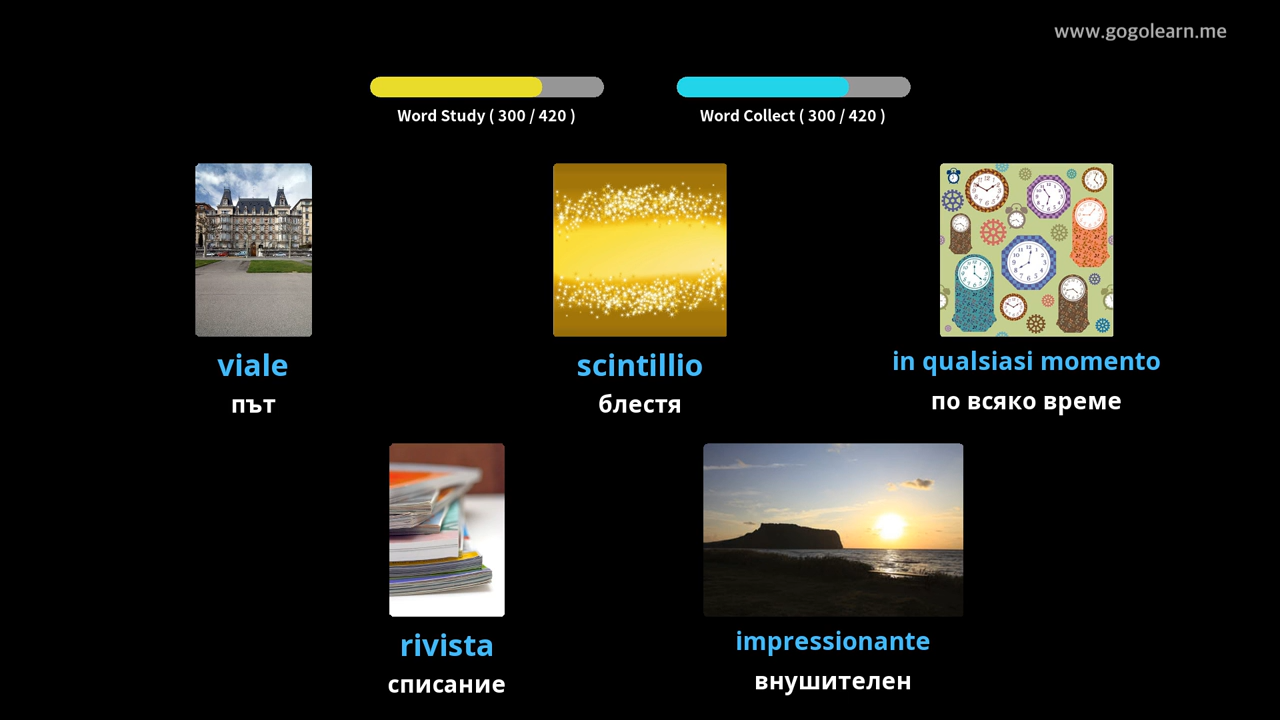 www.gogolearn.me
Word Study ( 300 / 420 )
Word Collect ( 300 / 420 )
viale
път
scintillio
блестя
in qualsiasi momento
по всяко време
rivista
списание
impressionante
внушителен